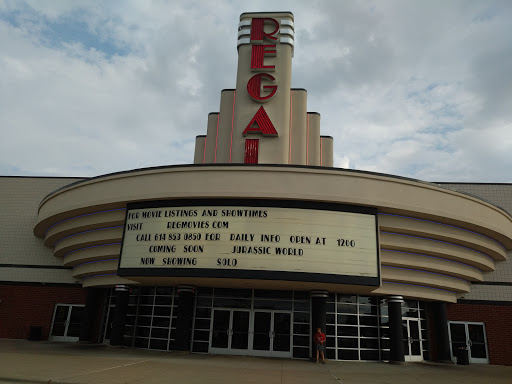 REGAL
FOR MOVIE LISTINGS AND SHOWTIMES
VISIT REGMOVIES COM
CALL 614 853 0850 FOR DAILY INFO OPEN AT 1200
COMING SOON JURASSIC WORLD
NOW SHOWING SOLO